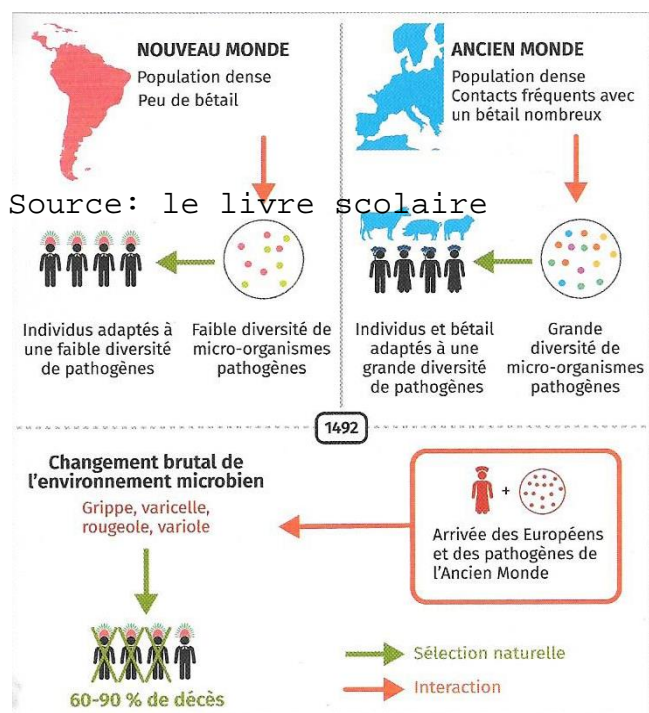 NOUVEAU MONDE
Population dense
Peu de bétail
ANCIEN MONDE
Population dense
Contacts fréquents avec
un bétail nombreux
Source: le livre scolaire
Individus adaptés à
une faible diversité
de pathogènes
Faible diversité de
micro-organismes
pathogènes
Individus et bétail
adaptés à une
grande diversité
de pathogènes
Grande
diversité de
micro-organismes
pathogènes
1492
Changement brutal de
l'environnement microbien
Grippe, varicelle,
rougeole, variole
60-90 % de décès
+
Arrivée des Européens
et des pathogènes de
l'Ancien Monde
Sélection naturelle
Interaction